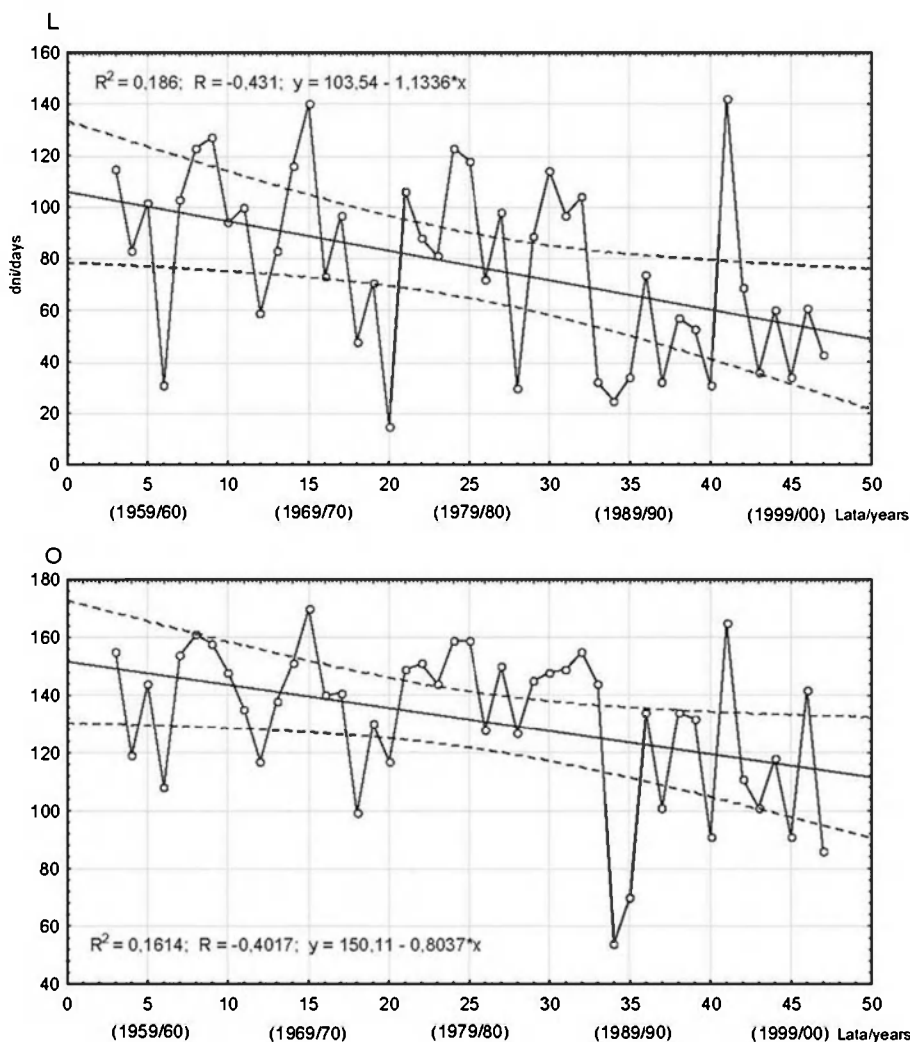 L
160
R² = 0,186; R = -0,431; y = 103,54 - 1,1336*x
140
120
100
dni/days
80
60
40
20
0
0 5 10 15 20 25 30 35 40 45 50
(1959/60) (1969/70) (1979/80) (1989/90) (1999/00) Lata/years
O
180
160
140
120
100
80
60
R² = 0,1614; R = -0,4017; y = 150,11 - 0,8037*x
40
0 5 10 15 20 25 30 35 40 45 50
(1959/60) (1969/70) (1979/80) (1989/90) (1999/00) Lata/years